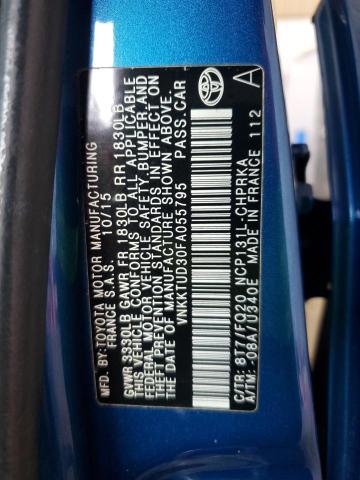 MFD. BY:TOYOTA MOTOR MANUFACTURING
FRANCE S.A.S. 10/15
GVWR 3330LB GAWR FR 1830LB RR 1830LB
THIS VEHICLE CONFORMS TO ALL APPLICABLE
FEDERAL MOTOR VEHICLE SAFETY, BUMPER, AND
THEFT PREVENTION STANDARDS IN EFFECT
ON THE DATE OF MANUFACTURE SHOWN ABOVE.
VNKKTUD30FA055795 PASS.CAR
C/TR: 8T7/FQ20 NCP131L-CHPRKA
A/TM: -08A/U340E MADE IN FRANCE 112
TOYOTA
A